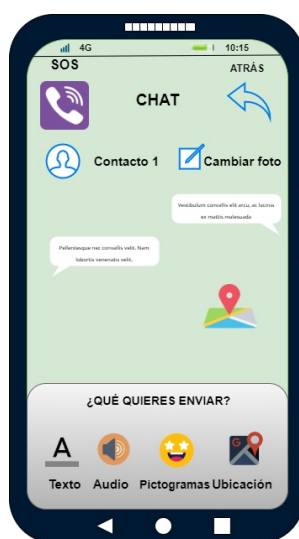 4G 10:15
SOS
ATRÁS
CHAT
Contacto 1
Cambiar foto
Vestibulum convallis elit arcu, ac lacinia
ex mattis malesuada
Pellentesque nec convallis velit. Nam
lobortis venenatis velit.
¿QUÉ QUIERES ENVIAR?
A
G
Texto Audio Pictogramas Ubicación